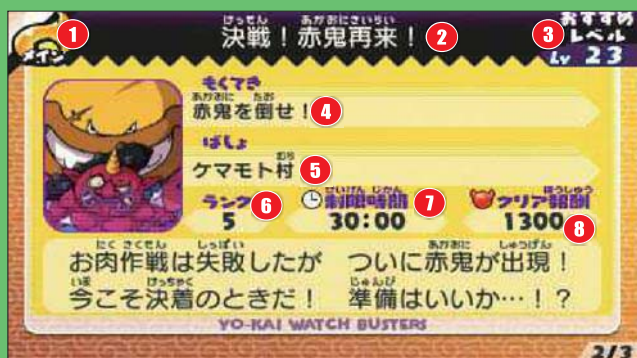 けっせん あかおにさいらい
決戦！赤鬼再来！
1
2
3
メイン
おすすめ
レベル
Lv 23
もくてき
あかおに たお
赤鬼を倒せ！
4
ばしょ
むら
ケマモト村
5
ランク
5
6
せいげん じかん
制限時間
30:00
7
ほうしゅう
クリア報酬
1300
8
にく さくせん しっぱい あかおに しゅつげん
お肉作戦は失敗したが ついに赤鬼が出現！
いま けっちゃく じゅんび
今こそ決着のときだ！ 準備はいいか…！？
YO-KAI WATCH BUSTERS
2/2